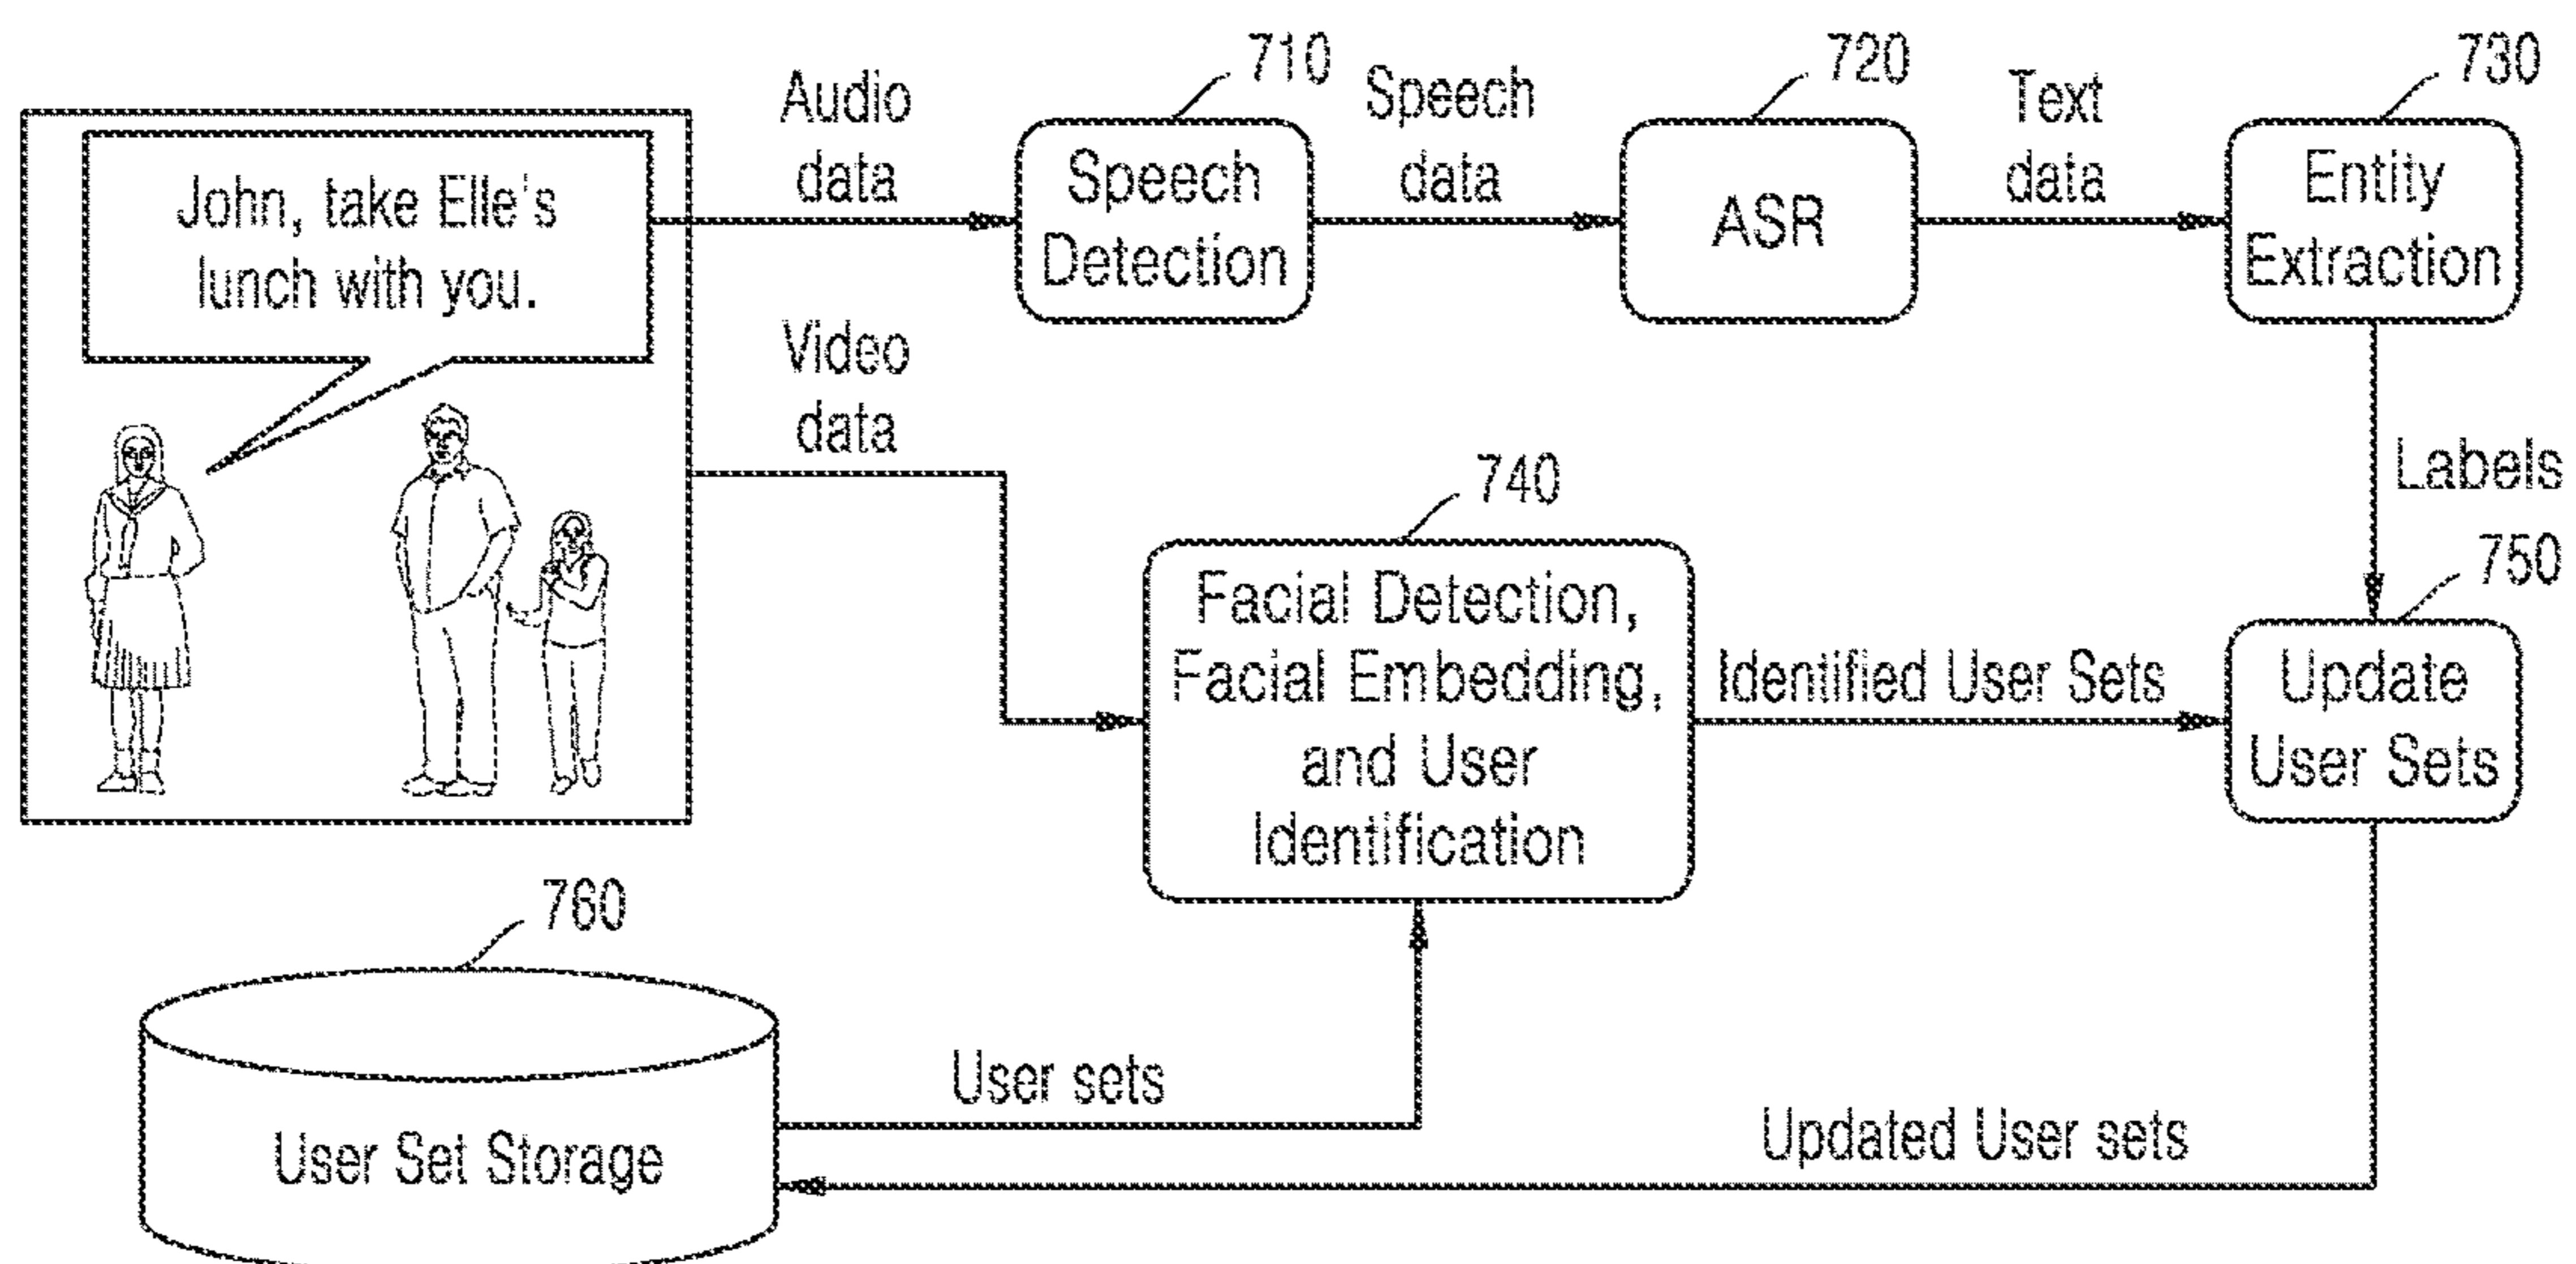 710
720
730
Audio
data
Speech
data
Text
data
John, take Elle's
lunch with you.
Speech
Detection
ASR
Entity
Extraction
Video
data
Labels
740
750
Facial Detection,
Facial Embedding,
and User
Identification
Identified User Sets
Update
User Sets
760
User sets
User Set Storage
Updated User sets